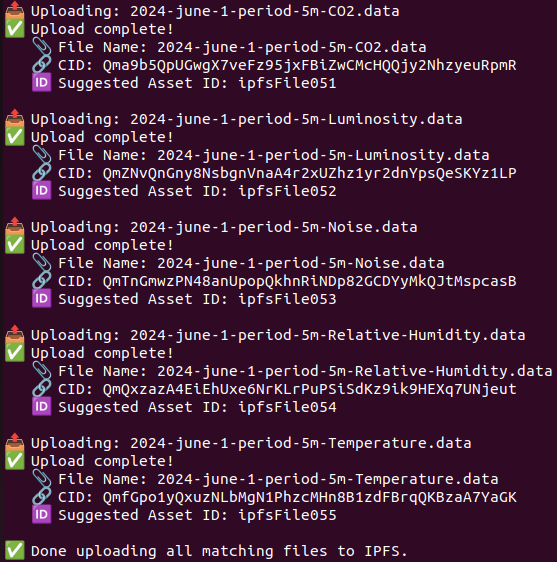 Uploading: 2024-june-1-period-5m-CO2.data
Upload complete!
File Name: 2024-june-1-period-5m-CO2.data
CID: Qma9b5QpUGwgX7veFz95jxFBiZwCMcHQQjy2NhzyeuRpmR
ID Suggested Asset ID: ipfsFile051
Uploading: 2024-june-1-period-5m-Luminosity.data
Upload complete!
File Name: 2024-june-1-period-5m-Luminosity.data
CID: QmZNvQnGny8NsbgnVnaA4r2xUZhz1yr2dnYpsQeSKYz1LP
ID Suggested Asset ID: ipfsFile052
Uploading: 2024-june-1-period-5m-Noise.data
Upload complete!
File Name: 2024-june-1-period-5m-Noise.data
CID: QmTnGmwzPN48anUpopQkhnRiNDp82GCDYyMkQJtMspcasB
ID Suggested Asset ID: ipfsFile053
Uploading: 2024-june-1-period-5m-Relative-Humidity.data
Upload complete!
File Name: 2024-june-1-period-5m-Relative-Humidity.data
CID: QmQxzazA4EiEhUxe6NrKLrPuPSiSdKz9ik9HEXq7UNjeut
ID Suggested Asset ID: ipfsFile054
Uploading: 2024-june-1-period-5m-Temperature.data
Upload complete!
File Name: 2024-june-1-period-5m-Temperature.data
CID: QmfGpo1yQxuzNLbMgN1PhzcMHn8B1zdFBrqQKBzaA7YaGK
ID Suggested Asset ID: ipfsFile055
Done uploading all matching files to IPFS.